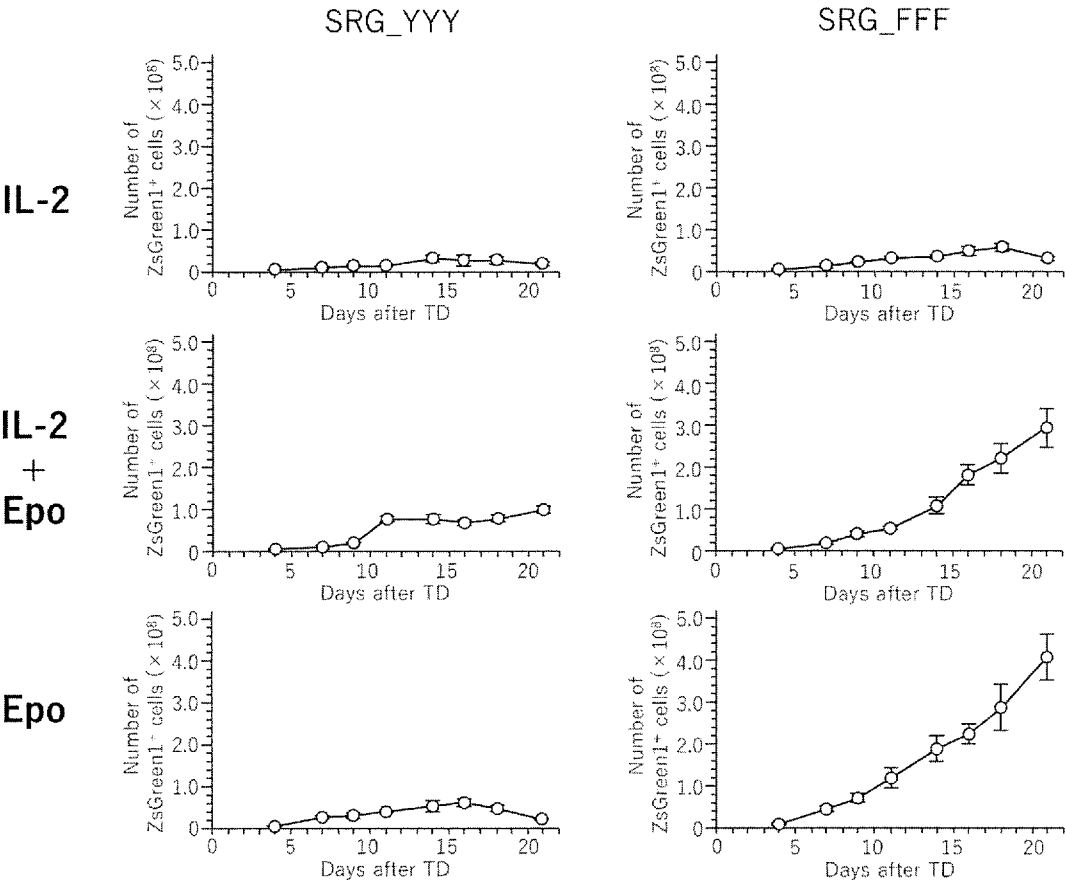 SRG_YYY
SRG_FFF
IL-2
Number of
ZsGreen1⁺ cells (×10⁸)
5.0
4.0
3.0
2.0
1.0
0
0 5 10 15 20
Days after TD
Number of
ZsGreen1⁺ cells (×10⁸)
5.0
4.0
3.0
2.0
1.0
0
0 5 10 15 20
Days after TD
IL-2
+
Epo
Number of
ZsGreen1⁺ cells (×10⁸)
5.0
4.0
3.0
2.0
1.0
0
0 5 10 15 20
Days after TD
Number of
ZsGreen1⁺ cells (×10⁸)
5.0
4.0
3.0
2.0
1.0
0
0 5 10 15 20
Days after TD
Epo
Number of
ZsGreen1⁺ cells (×10⁸)
5.0
4.0
3.0
2.0
1.0
0
0 5 10 15 20
Days after TD
Number of
ZsGreen1⁺ cells (×10⁸)
5.0
4.0
3.0
2.0
1.0
0
0 5 10 15 20
Days after TD